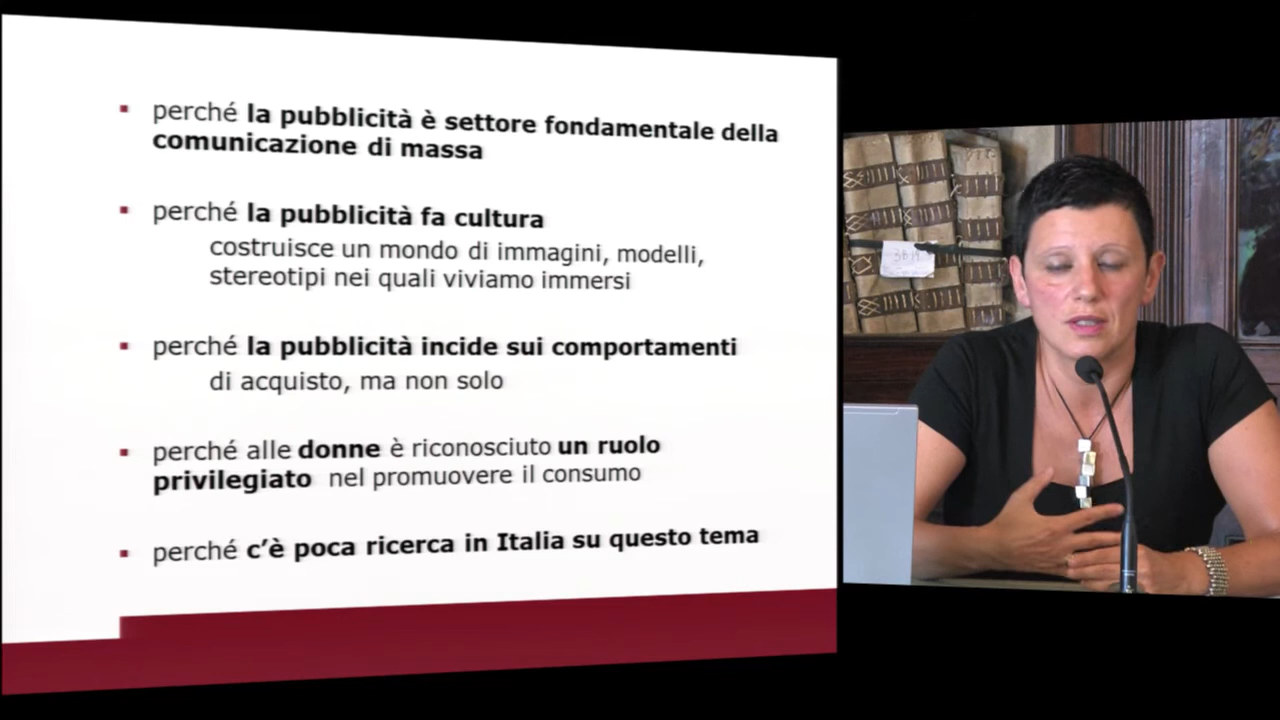 perché la pubblicità è settore fondamentale della
comunicazione di massa
perché la pubblicità fa cultura
costruisce un mondo di immagini, modelli,
stereotipi nei quali viviamo immersi
perché la pubblicità incide sui comportamenti
di acquisto, ma non solo
perché alle donne è riconosciuto un ruolo
privilegiato nel promuovere il consumo
perché c'è poca ricerca in Italia su questo tema